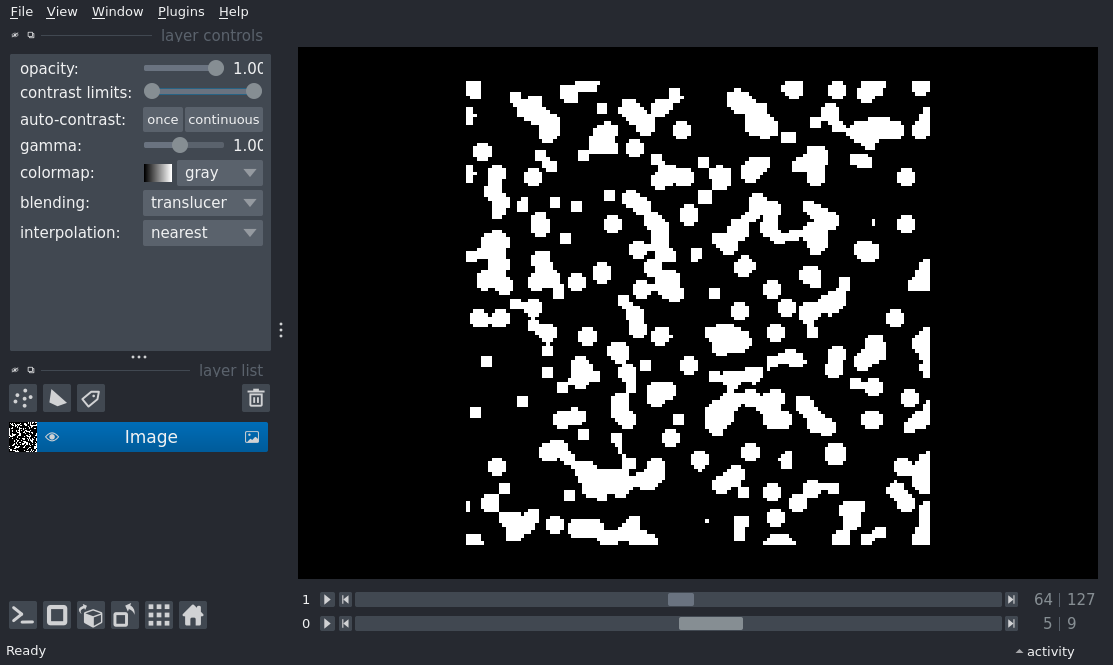 File View Window Plugins Help
layer controls
opacity: 1.00
contrast limits:
auto-contrast: once continuous
gamma: 1.00
colormap: gray
blending: translucer
interpolation: nearest
layer list
Image
1 64 | 127
0 5 | 9
Ready activity